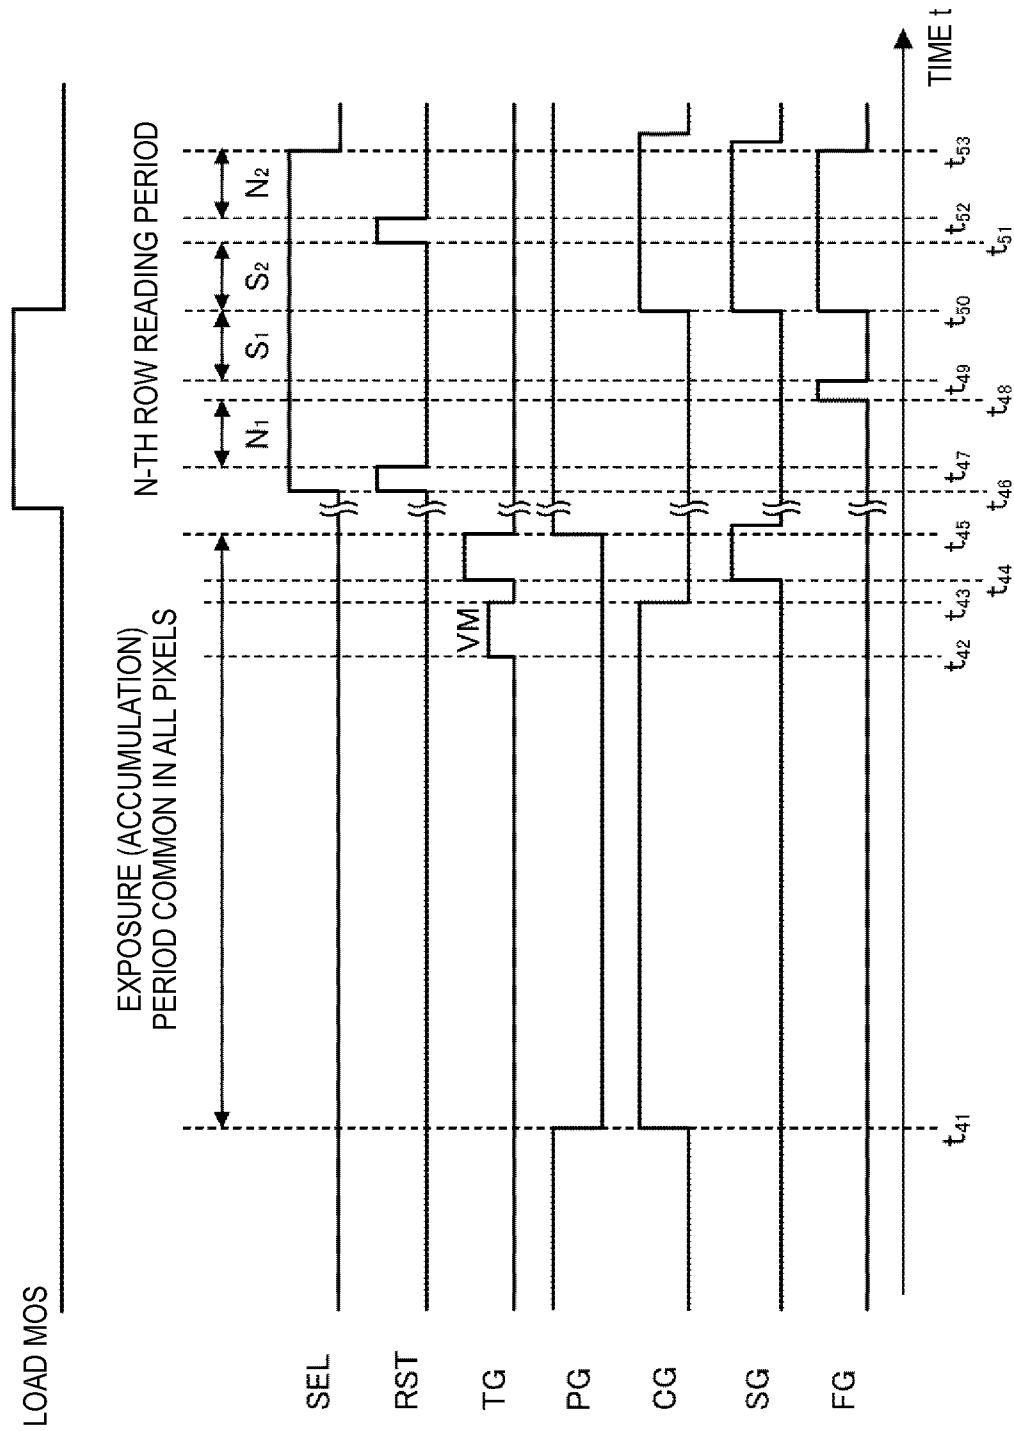 LOAD MOS
EXPOSURE (ACCUMULATION)
PERIOD COMMON IN ALL PIXELS
N-TH ROW READING PERIOD
N1
S1
S2
N2
SEL
RST
TG
VM
PG
CG
SG
FG
TIME t
t41
t42
t43
t44
t45
t46
t47
t48
t49
t50
t51
t52
t53